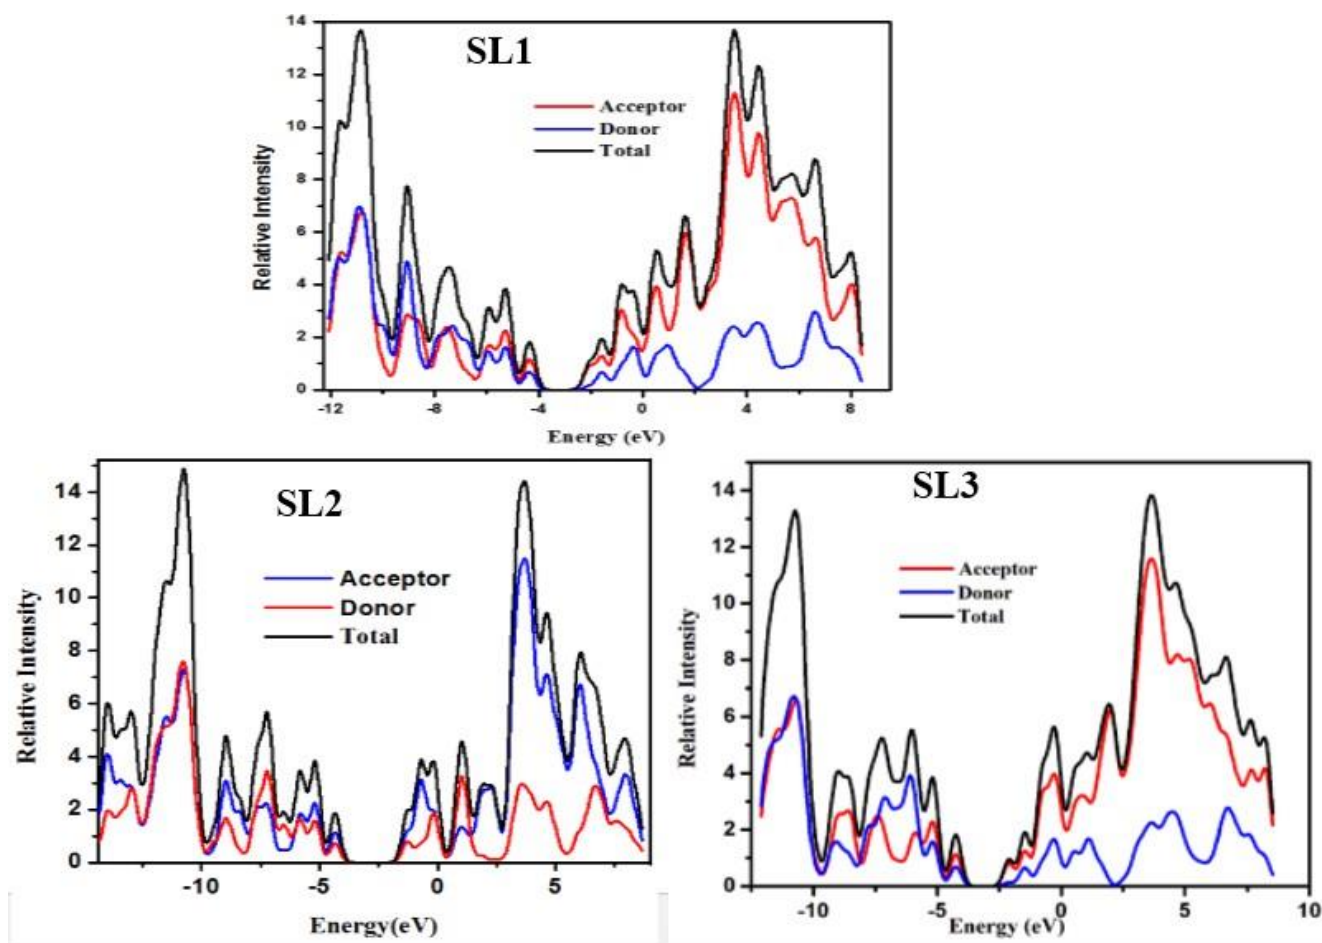 SL1
Acceptor
Donor
Total
Relative Intensity
14
12
10
8
6
4
2
0
-12 -8 -4 0 4 8
Energy (eV)
SL2
Acceptor
Donor
Total
Relative Intensity
14
12
10
8
6
4
2
0
-10 -5 0 5
Energy(eV)
SL3
Acceptor
Donor
Total
Relative Intensity
14
12
10
8
6
4
2
0
-10 -5 0 5 10
Energy (eV)